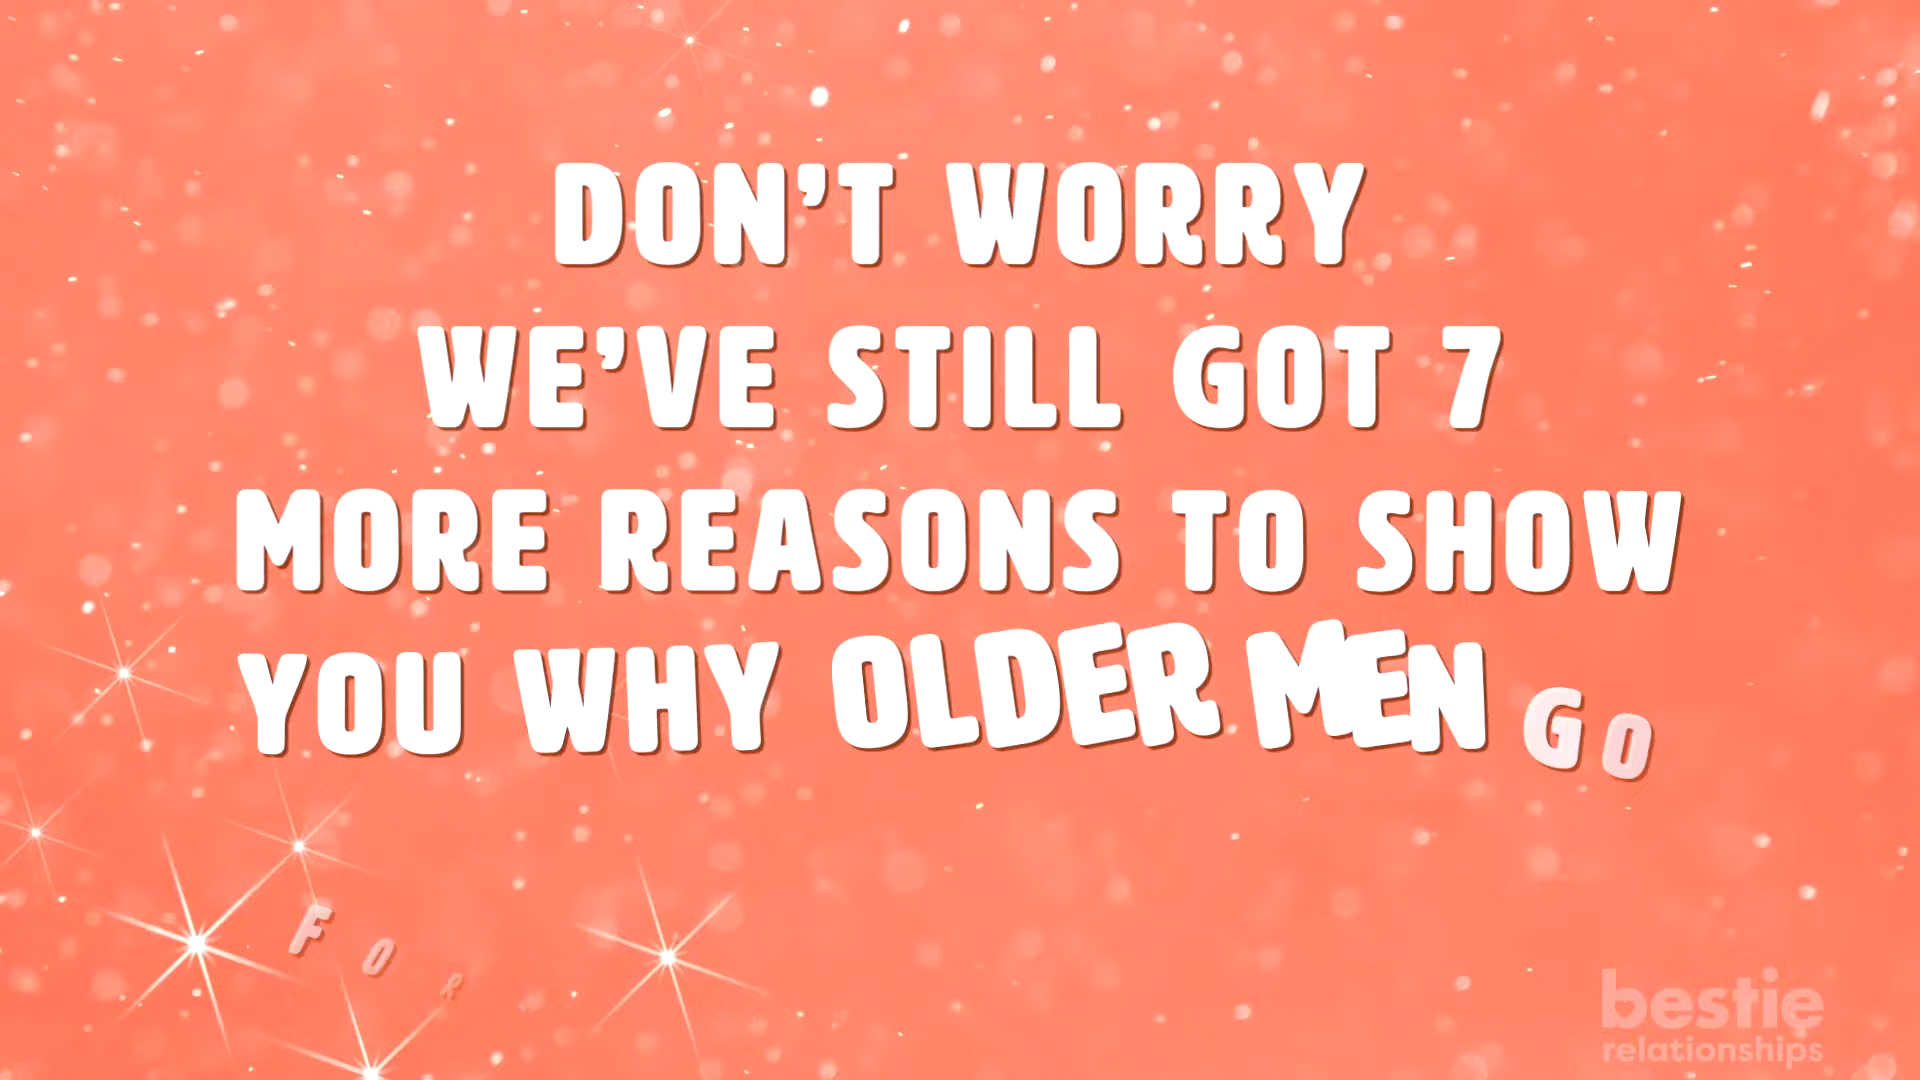 DON'T WORRY
WE'VE STILL GOT 7
MORE REASONS TO SHOW
YOU WHY OLDER MEN GO
FOR
bestie
relationships